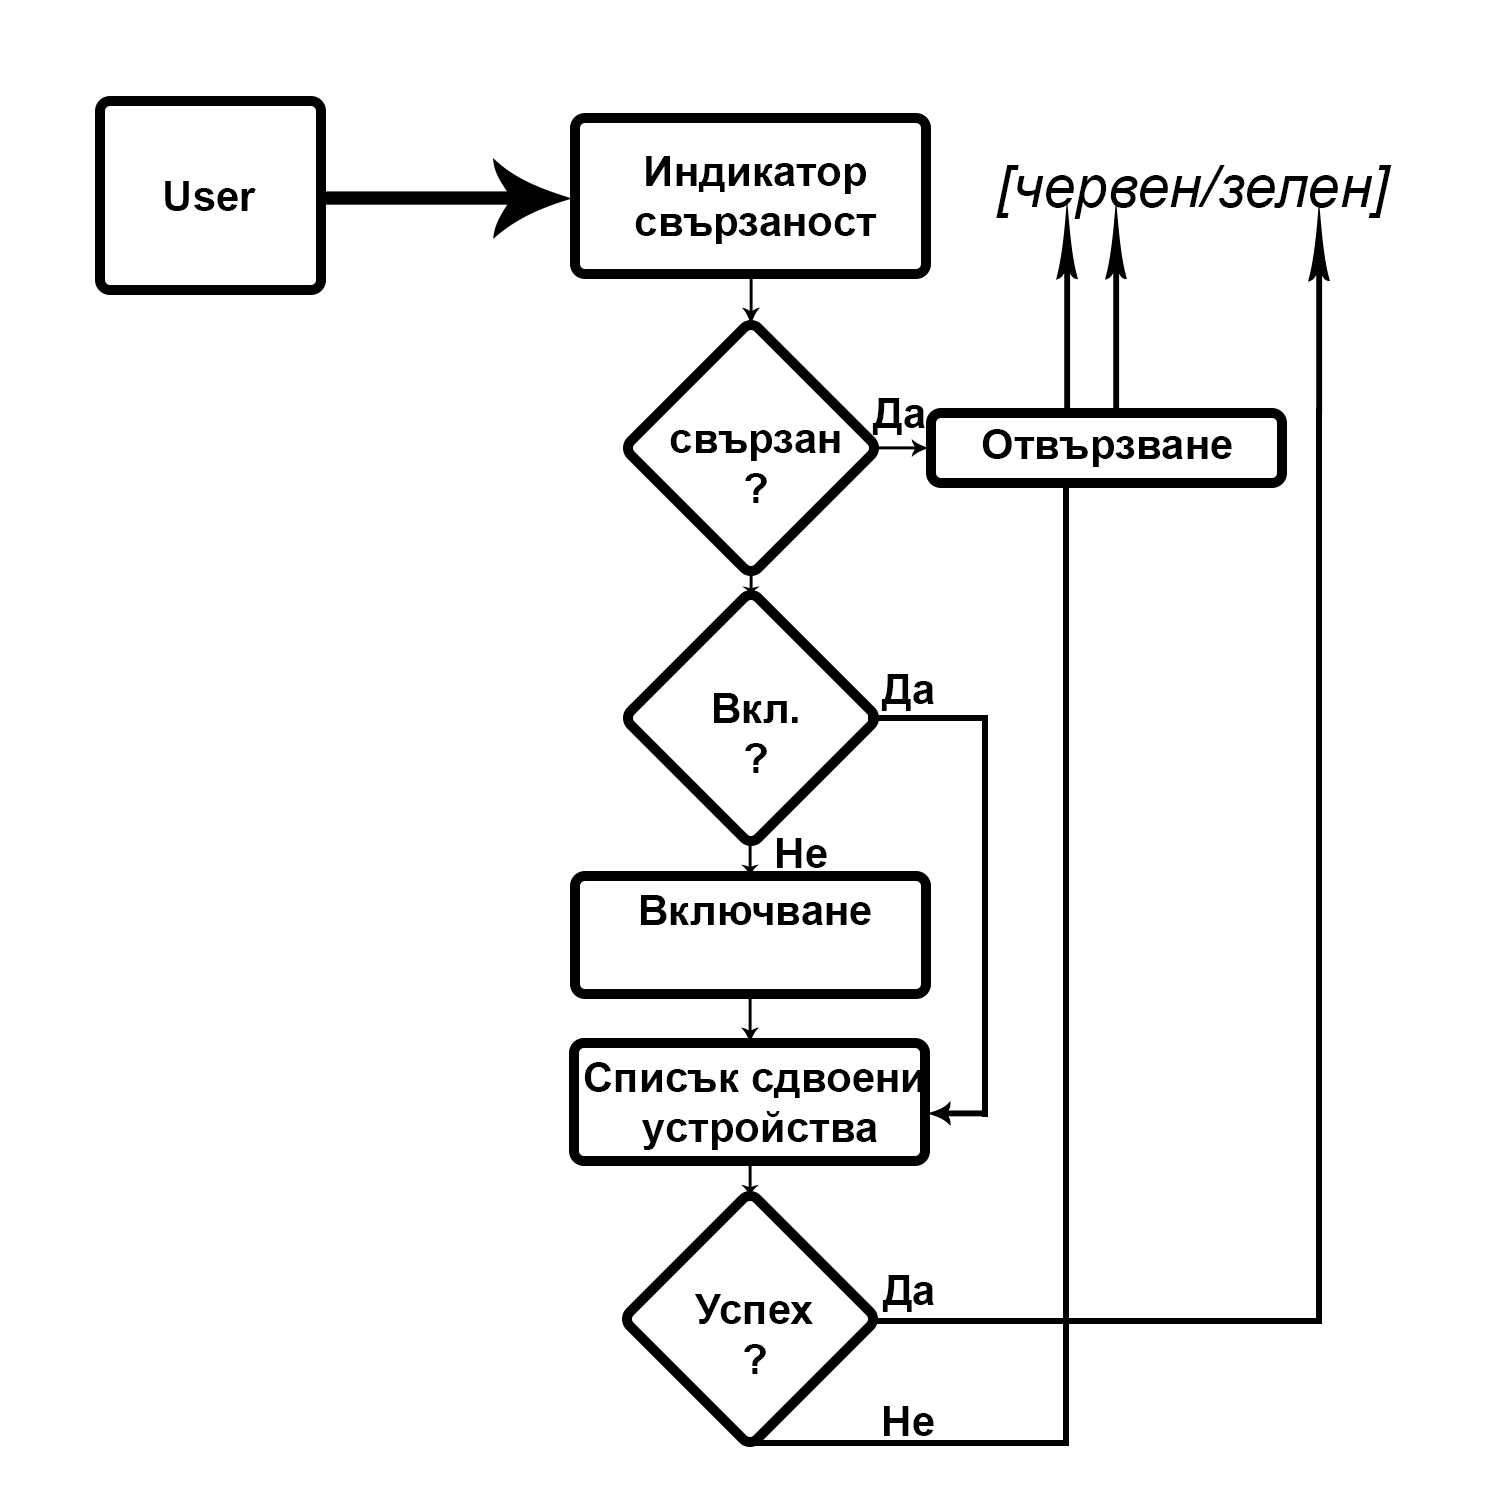 User
Индикатор
свързаност
[червен/зелен]
свързан
?
Да
Отвързване
Вкл.
?
Да
Не
Включване
Списък сдвоени
устройства
Успех
?
Да
Не